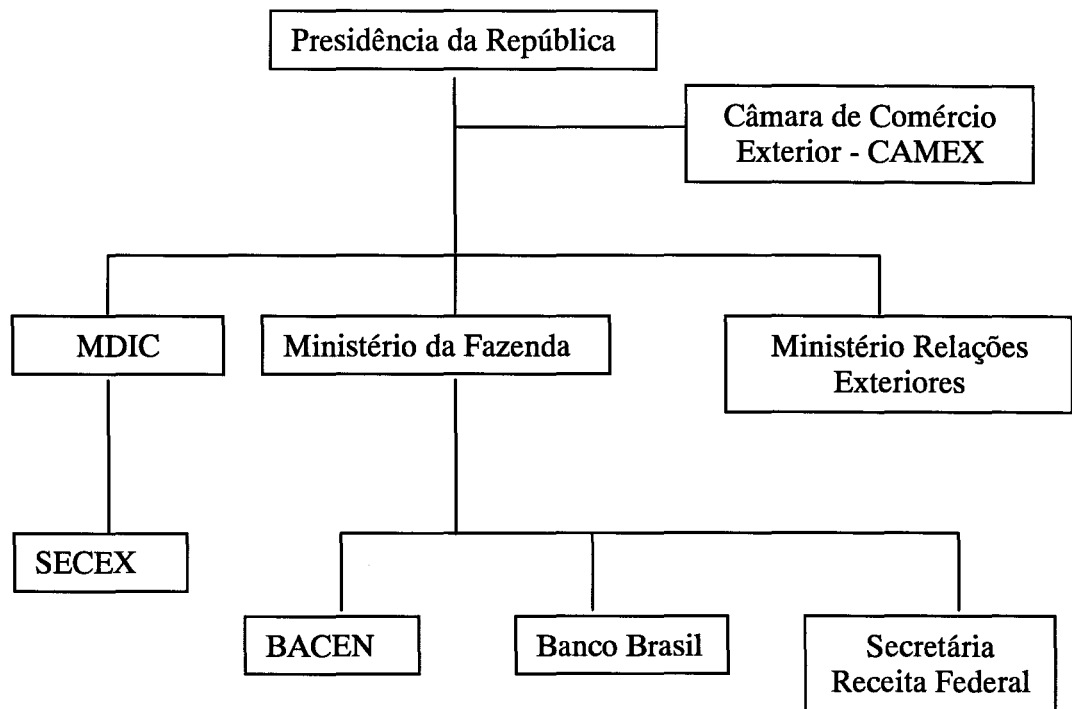 Presidência da República
Câmara de Comércio
Exterior - CAMEX
MDIC
Ministério da Fazenda
Ministério Relações
Exteriores
SECEX
BACEN
Banco Brasil
Secretária
Receita Federal